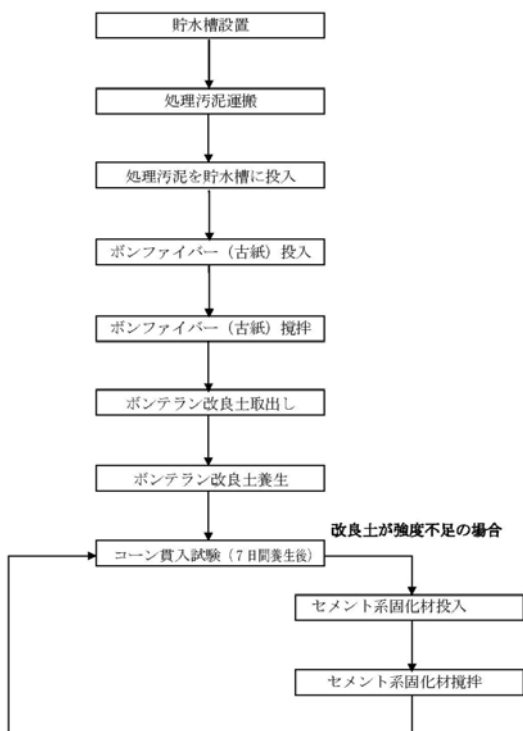 貯水槽設置
処理汚泥運搬
処理汚泥を貯水槽に投入
ボンファイバー（古紙）投入
ボンファイバー（古紙）攪拌
ボンテラン改良土取出し
ボンテラン改良土養生
改良土が強度不足の場合
コーン貫入試験（７日間養生後）
セメント系固化材投入
セメント系固化材攪拌